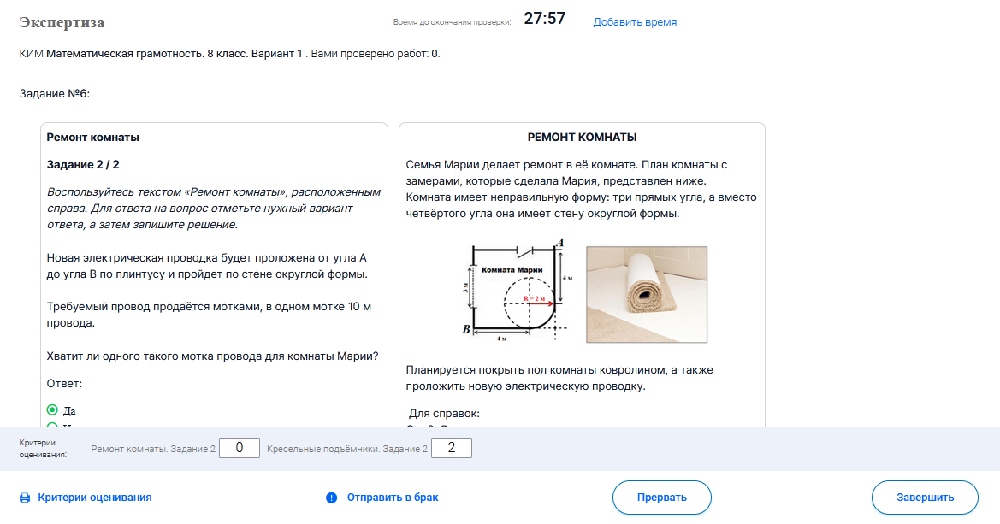 Экспертиза
Время до окончания проверки: 27:57 Добавить время
КИМ Математическая грамотность. 8 класс. Вариант 1 . Вами проверено работ: 0.
Задание №6:
Ремонт комнаты
Задание 2 / 2
Воспользуйтесь текстом «Ремонт комнаты», расположенным
справа. Для ответа на вопрос отметьте нужный вариант
ответа, а затем запишите решение.
Новая электрическая проводка будет проложена от угла А
до угла В по плинтусу и пройдет по стене округлой формы.
Требуемый провод продаётся мотками, в одном мотке 10 м
провода.
Хватит ли одного такого мотка провода для комнаты Марии?
Ответ:
Да
РЕМОНТ КОМНАТЫ
Семья Марии делает ремонт в её комнате. План комнаты с
замерами, которые сделала Мария, представлен ниже.
Комната имеет неправильную форму: три прямых угла, а вместо
четвёртого угла она имеет стену округлой формы.
A
Комната Марии
4 м
3 м
R = 2 м
B
4 м
Планируется покрыть пол комнаты ковролином, а также
проложить новую электрическую проводку.
Для справок:
Критерии
оценивания:
Ремонт комнаты. Задание 2 0 Кресельные подъёмники. Задание 2 2
Критерии оценивания Отправить в брак Прервать Завершить